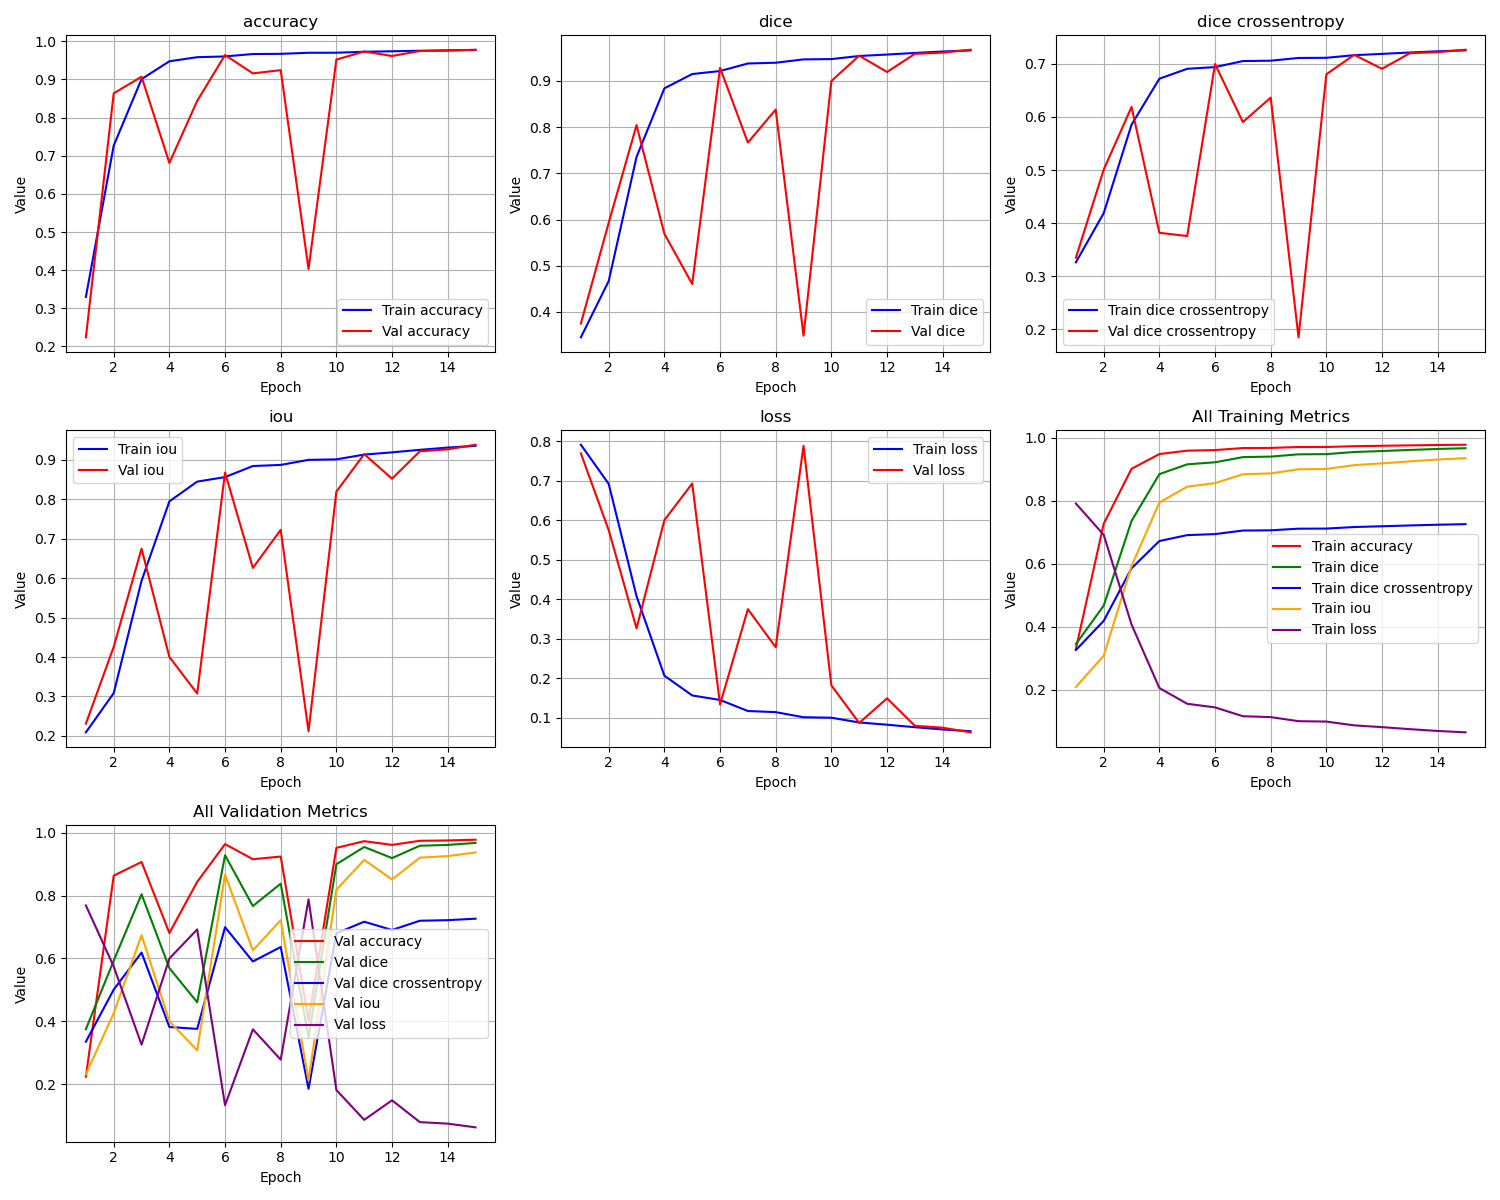 accuracy
1.0
0.9
0.8
0.7
0.6
0.5
0.4
0.3
0.2
Value
2 4 6 8 10 12 14
Epoch
Train accuracy
Val accuracy
dice
0.9
0.8
0.7
0.6
0.5
0.4
Value
2 4 6 8 10 12 14
Epoch
Train dice
Val dice
dice crossentropy
0.7
0.6
0.5
0.4
0.3
0.2
Value
2 4 6 8 10 12 14
Epoch
Train dice crossentropy
Val dice crossentropy
iou
0.9
0.8
0.7
0.6
0.5
0.4
0.3
0.2
Value
2 4 6 8 10 12 14
Epoch
Train iou
Val iou
loss
0.8
0.7
0.6
0.5
0.4
0.3
0.2
0.1
Value
2 4 6 8 10 12 14
Epoch
Train loss
Val loss
All Training Metrics
1.0
0.8
0.6
0.4
0.2
Value
2 4 6 8 10 12 14
Epoch
Train accuracy
Train dice
Train dice crossentropy
Train iou
Train loss
All Validation Metrics
1.0
0.8
0.6
0.4
0.2
Value
2 4 6 8 10 12 14
Epoch
Val accuracy
Val dice
Val dice crossentropy
Val iou
Val loss